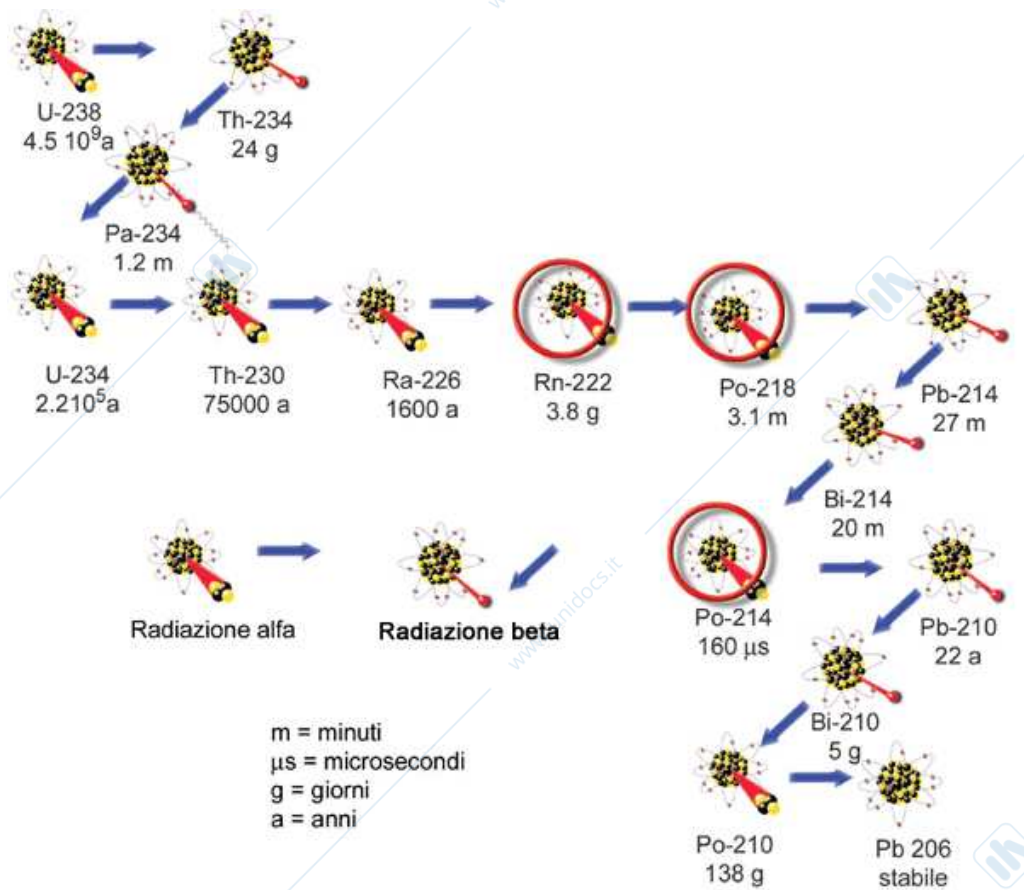 U-238
4.5 10⁹a
Th-234
24 g
Pa-234
1.2 m
U-234
2.210⁵a
Th-230
75000 a
Ra-226
1600 a
Rn-222
3.8 g
Po-218
3.1 m
Pb-214
27 m
Bi-214
20 m
Po-214
160 μs
Pb-210
22 a
Bi-210
5 g
Po-210
138 g
Pb 206
stabile
Radiazione alfa
Radiazione beta
m = minuti
μs = microsecondi
g = giorni
a = anni